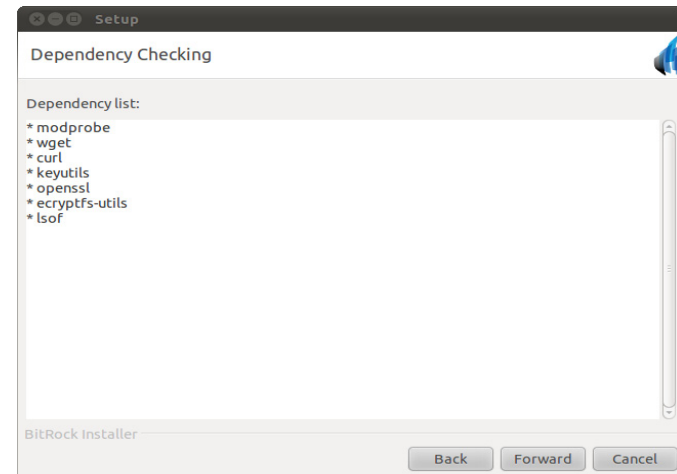 Setup
Dependency Checking
Dependency list:
* modprobe
* wget
* curl
* keyutils
* openssl
* ecryptfs-utils
* lsof
BitRock Installer
Back
Forward
Cancel